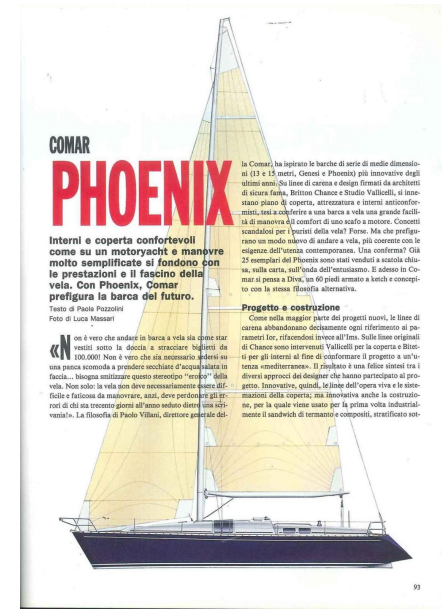 COMAR
PHOENIX
Interni e coperta confortevoli
come su un motoryacht e manovre
molto semplificate si fondono con
le prestazioni e il fascino della
vela. Con Phoenix, Comar
prefigura la barca del futuro.
Testo di Paola Pozzolini
Foto di Luca Massari
«Non è vero che andare in barca a vela sia come star
vestiti sotto la doccia a stracciare biglietti da
100.000! Non è vero che sia necessario sedersi su
una panca scomoda a prendere secchiate d'acqua salata in
faccia... bisogna smitizzare questo stereotipo "eroico" della
vela. Non solo: la vela non deve necessariamente essere dif-
ficile e faticosa da manovrare, anzi, deve perdonare gli er-
rori di chi sta trecento giorni all'anno seduto dietro una scri-
vania!». La filosofia di Paolo Villani, direttore generale del-
la Comar, ha ispirato le barche di serie di medie dimensio-
ni (13 e 15 metri, Genesi e Phoenix) più innovative degli
ultimi anni. Su linee di carena e design firmati da architetti
di sicura fama, Britton Chance e Studio Vallicelli, si inne-
stano piano di coperta, attrezzatura e interni anticonfor-
misti, tesi a conferire a una barca a vela una grande facili-
tà di manovra e il comfort di uno scafo a motore. Concetti
scandalosi per i puristi della vela? Forse. Ma che prefigu-
rano un modo nuovo di andare a vela, più coerente con le
esigenze dell'utenza contemporanea. Una conferma? Già
25 esemplari del Phoenix sono stati venduti a scatola chiu-
sa, sulla carta, sull'onda dell'entusiasmo. E adesso in Co-
mar si pensa a Diva, un 60 piedi armato a ketch e concepi-
to con la stessa filosofia alternativa.
Progetto e costruzione
Come nella maggior parte dei progetti nuovi, le linee di
carena abbandonano decisamente ogni riferimento ai pa-
rametri Ior, rifacendosi invece all'Ims. Sulle linee originali
di Chance sono intervenuti Vallicelli per la coperta e Bitet-
ti per gli interni al fine di conformare il progetto a un'u-
tenza «mediterranea». Il risultato è una felice sintesi tra i
diversi approcci dei designer che hanno partecipato al pro-
getto. Innovative, quindi, le linee dell'opera viva e le siste-
mazioni della coperta; ma innovativa anche la costruzio-
ne, per la quale viene usato per la prima volta industrial-
mente il sandwich di termanto e compositi, stratificato sot-
93